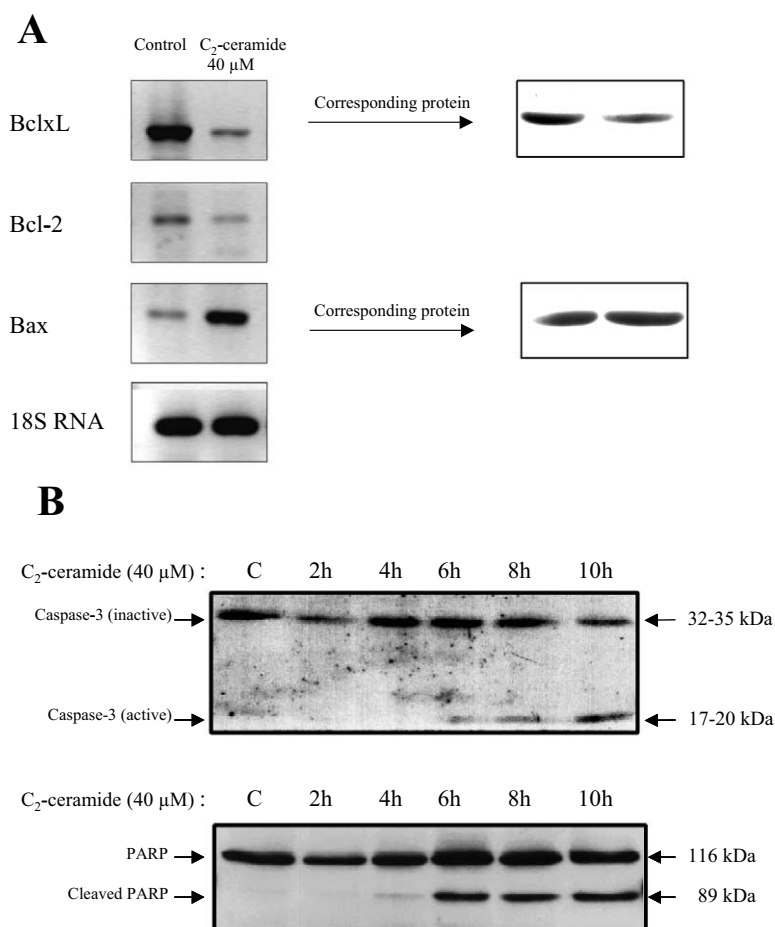 A
Control C₂-ceramide
40 µM
BclxL
Corresponding protein
Bcl-2
Bax
Corresponding protein
18S RNA
B
C₂-ceramide (40 µM) : C 2h 4h 6h 8h 10h
Caspase-3 (inactive) 32-35 kDa
Caspase-3 (active) 17-20 kDa
C₂-ceramide (40 µM) : C 2h 4h 6h 8h 10h
PARP 116 kDa
Cleaved PARP 89 kDa